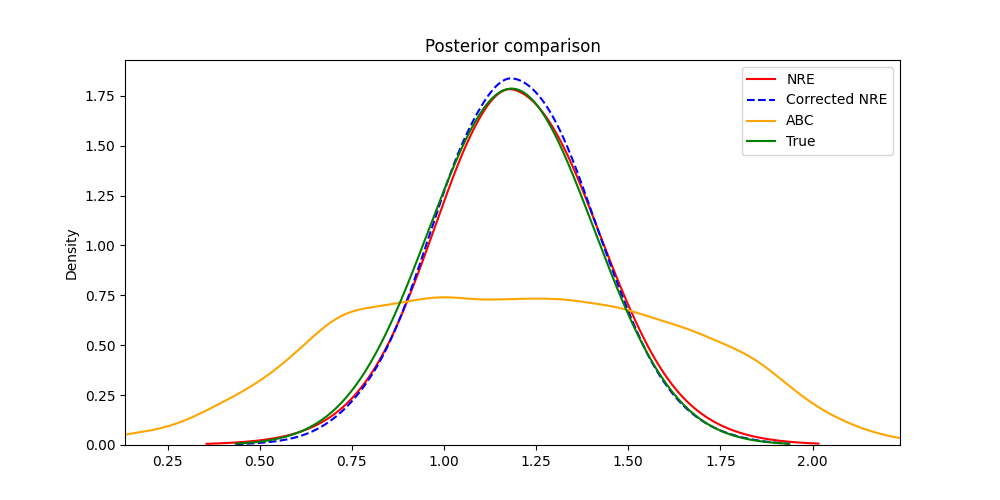 Posterior comparison
NRE
Corrected NRE
ABC
True
Density
1.75
1.50
1.25
1.00
0.75
0.50
0.25
0.00
0.25 0.50 0.75 1.00 1.25 1.50 1.75 2.00